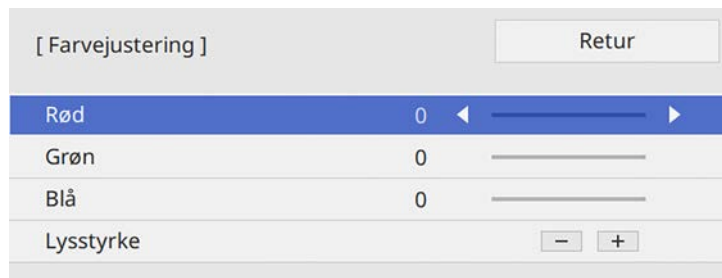 [ Farvejustering ]
Retur
Rød 0
Grøn 0
Blå 0
Lysstyrke − +